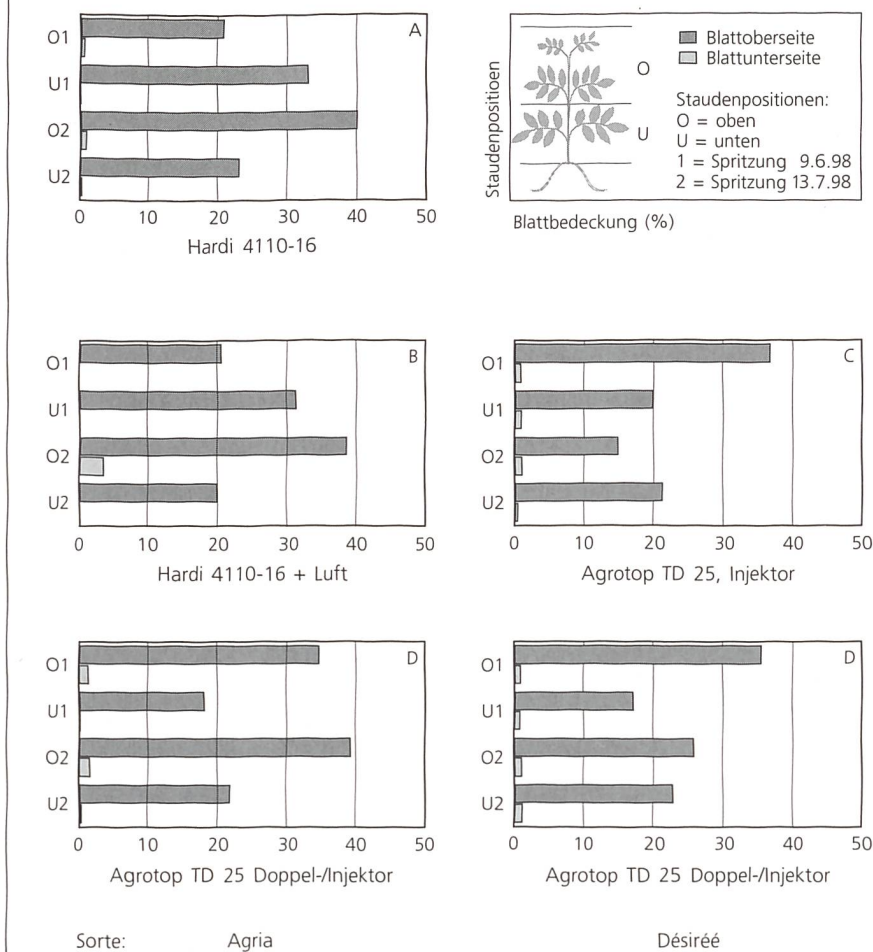 A
O1
U1
O2
U2
0 10 20 30 40 50
Hardi 4110-16
Staudenpositioen
O
U
Blattoberseite
Blattunterseite
Staudenpositionen:
O = oben
U = unten
1 = Spritzung 9.6.98
2 = Spritzung 13.7.98
Blattbedeckung (%)
B
O1
U1
O2
U2
0 10 20 30 40 50
Hardi 4110-16 + Luft
C
O1
U1
O2
U2
0 10 20 30 40 50
Agrotop TD 25, Injektor
D
O1
U1
O2
U2
0 10 20 30 40 50
Agrotop TD 25 Doppel-/Injektor
D
O1
U1
O2
U2
0 10 20 30 40 50
Agrotop TD 25 Doppel-/Injektor
Sorte: Agria Désiréé